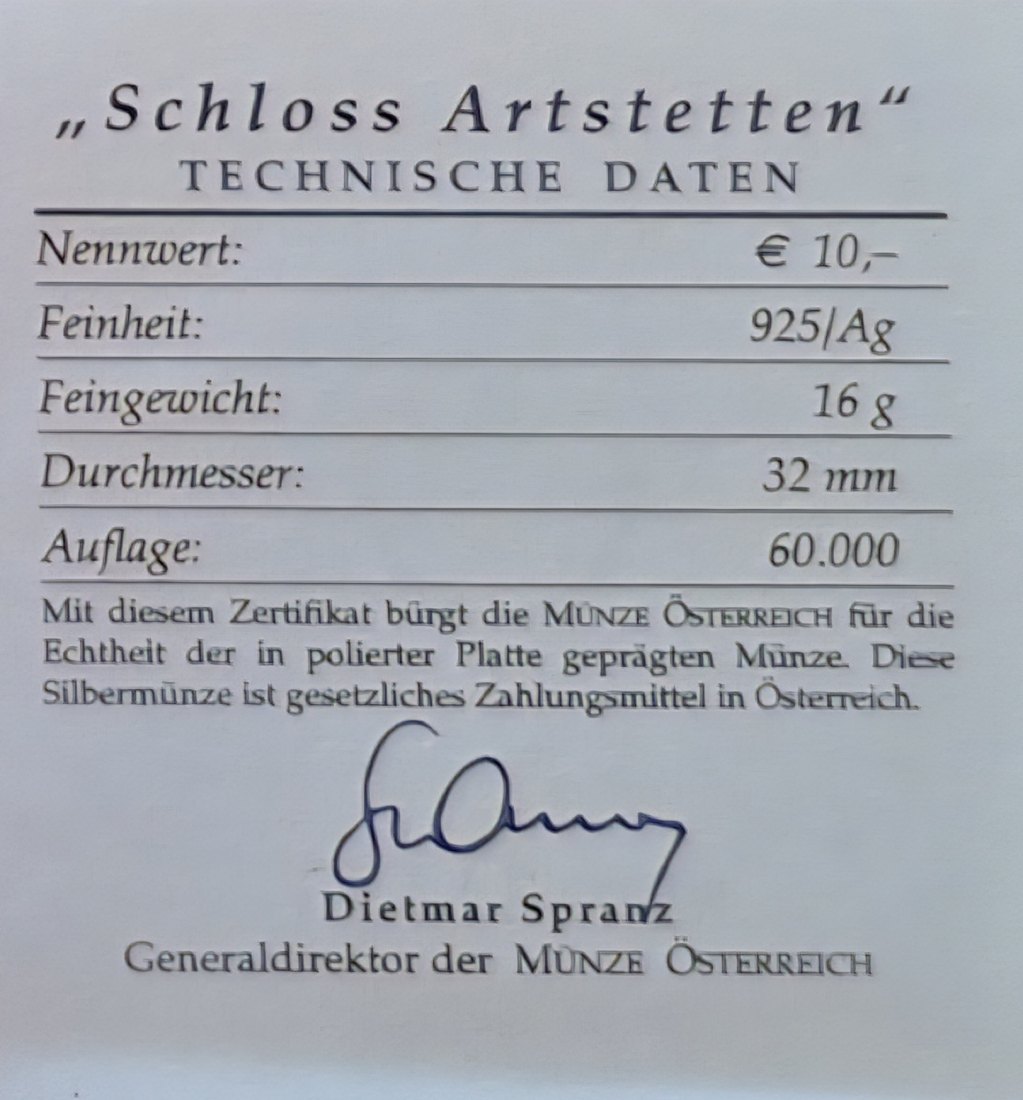 „Schloss Artstetten“
TECHNISCHE DATEN
Nennwert: € 10,–
Feinheit: 925/Ag
Feingewicht: 16 g
Durchmesser: 32 mm
Auflage: 60.000
Mit diesem Zertifikat bürgt die MÜNZE ÖSTERREICH für die
Echtheit der in polierter Platte geprägten Münze. Diese
Silbermünze ist gesetzliches Zahlungsmittel in Österreich.
Dietmar Spranz
Generaldirektor der MÜNZE ÖSTERREICH